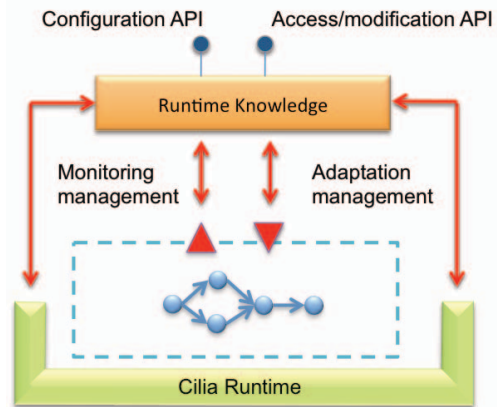 Configuration API
Access/modification API
Runtime Knowledge
Monitoring
management
Adaptation
management
Cilia Runtime